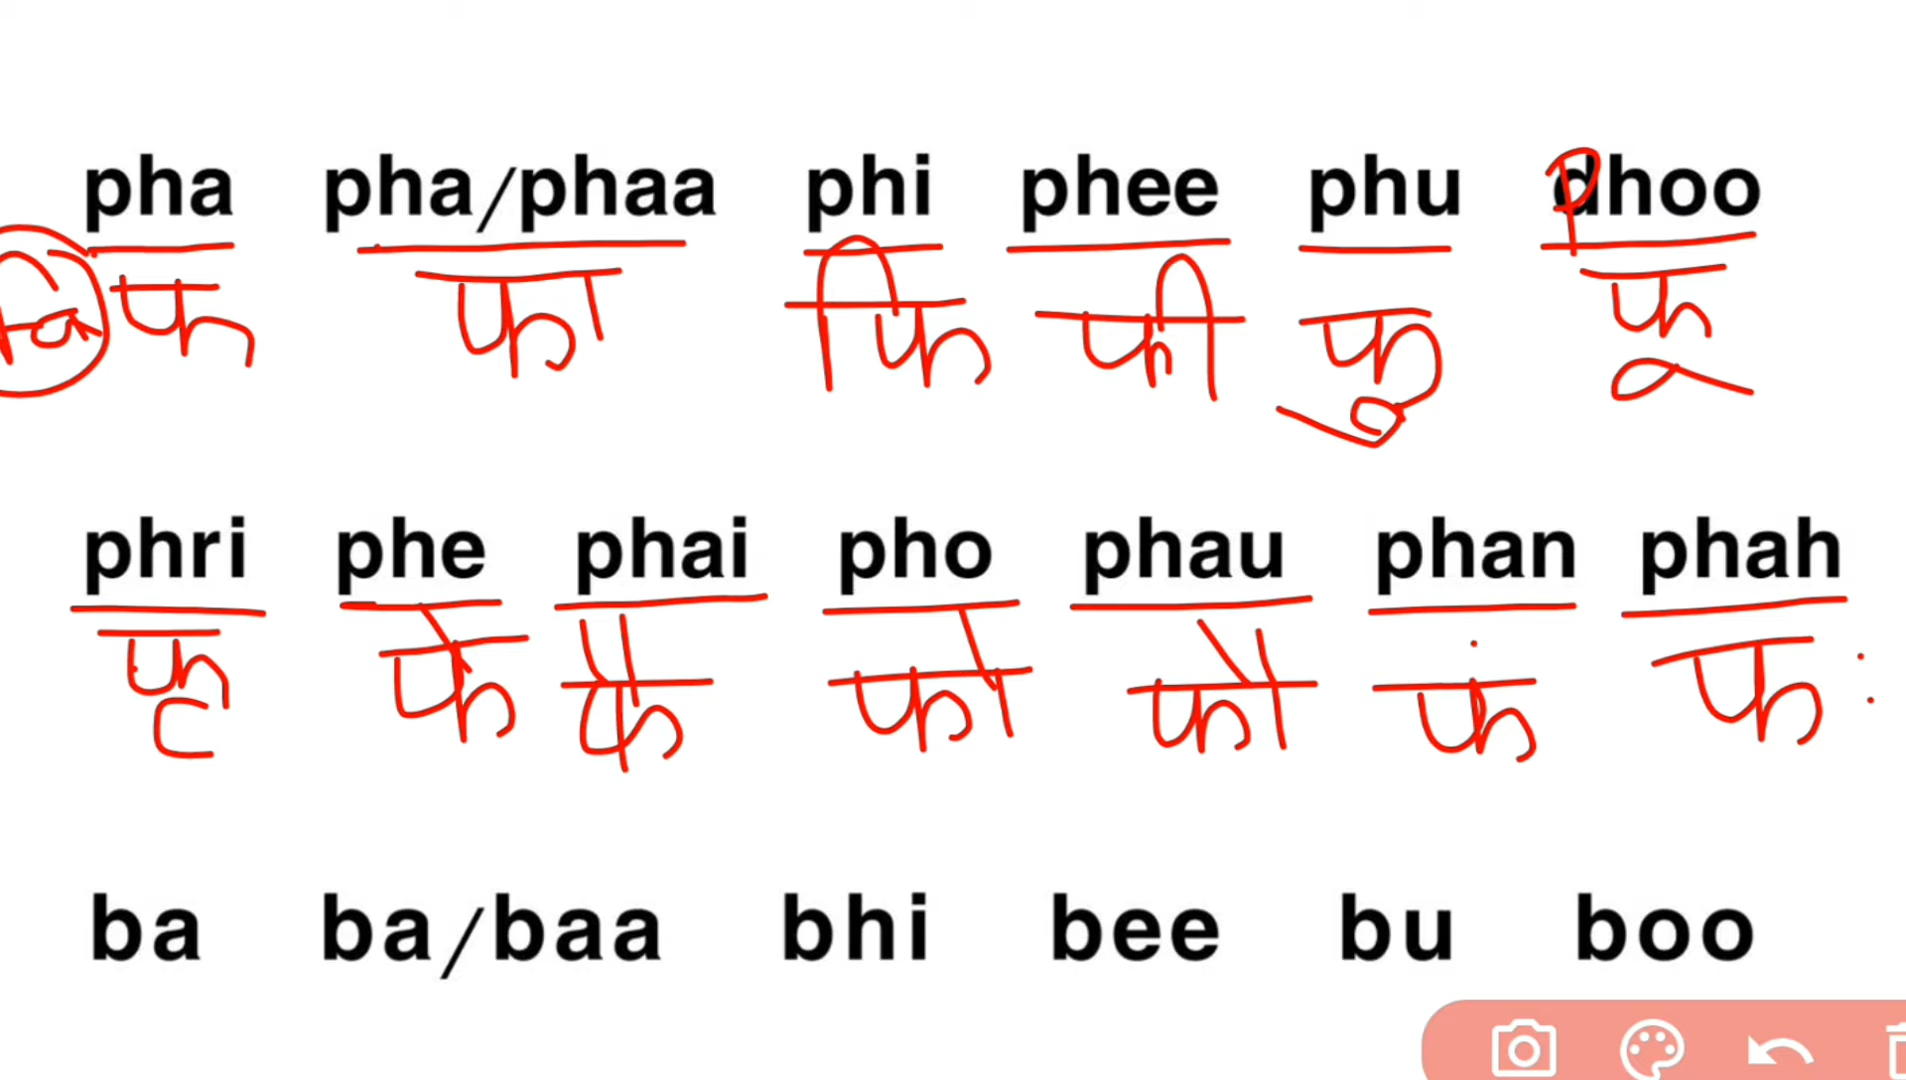 pha pha/phaa phi phee phu phoo
फ फा फि फी फु फू
phri phe phai pho phau phan phah
फृ फे फै फो फौ फं फः
ba ba/baa bhi bee bu boo